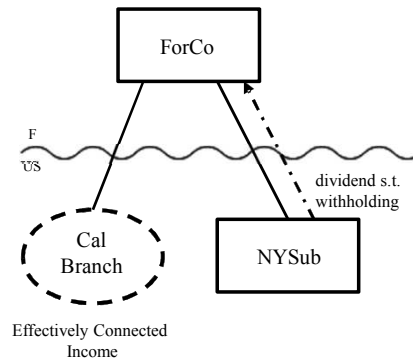 ForCo
F
US
dividend s.t.
withholding
Cal
Branch
NYSub
Effectively Connected
Income